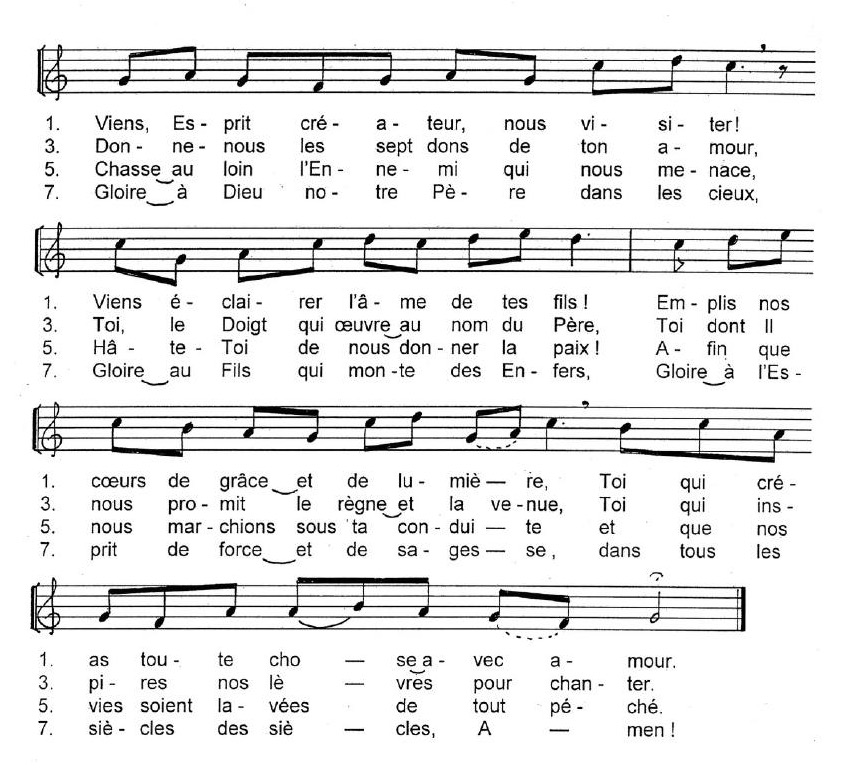 1. Viens, Es - prit cré - a - teur, nous vi - si - ter!
3. Don - ne - nous les sept dons de ton a - mour,
5. Chasse au loin l'En - ne - mi qui nous me - nace,
7. Gloire à Dieu no - tre Pè - re dans les cieux,
1. Viens é - clai - rer l'â - me de tes fils ! Em - plis nos
3. Toi, le Doigt qui œuvre au nom du Père, Toi dont Il
5. Hâ - te - Toi de nous don - ner la paix ! A - fin que
7. Gloire au Fils qui mon - te des En - fers, Gloire à l'Es -
1. cœurs de grâce et de lu - miè — re, Toi qui cré -
3. nous pro - mit le règne et la ve - nue, Toi qui ins -
5. nous mar - chions sous ta con - dui — te et que nos
7. prit de force et de sa - ges — se, dans tous les
1. as tou - te cho — se a - vec a - mour.
3. pi - res nos lè — vres pour chan - ter.
5. vies soient la - vées de tout pé - ché.
7. siè - cles des siè — cles, A — men !